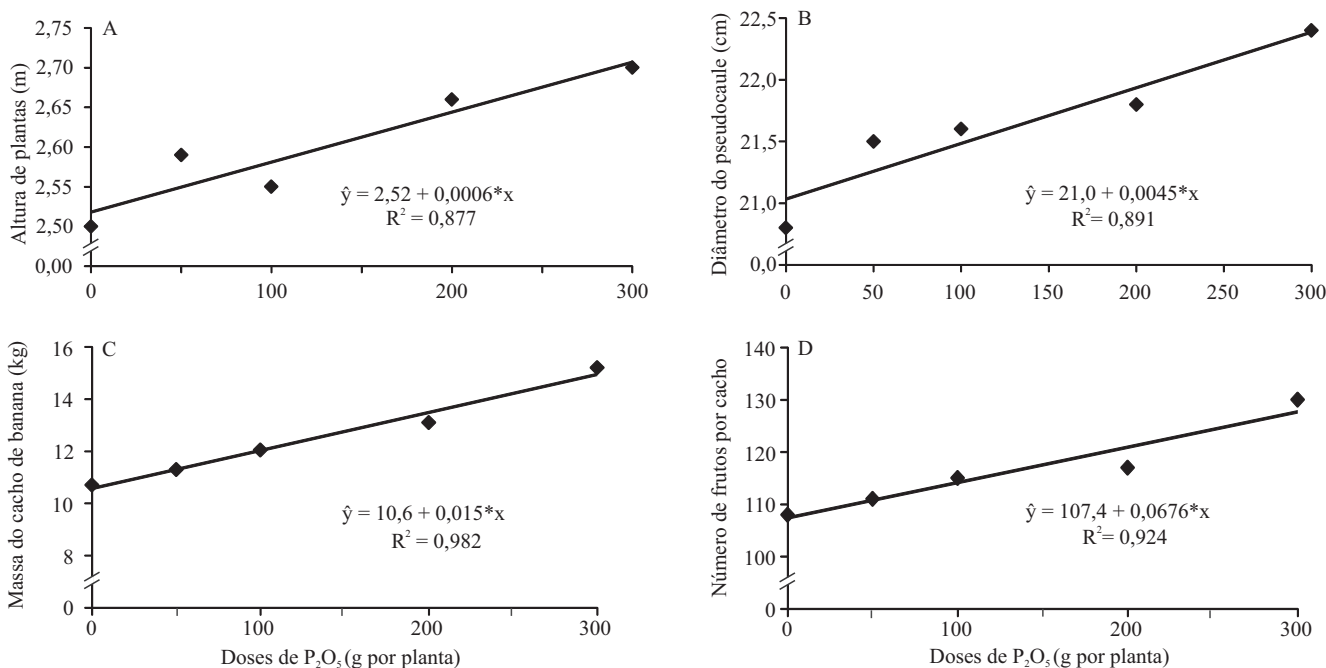 A
Altura de plantas (m)
2,75
2,70
2,65
2,60
2,55
2,50
0,00
ŷ = 2,52 + 0,0006*x
R² = 0,877
0 100 200 300
B
Diâmetro do pseudocaule (cm)
22,5
22,0
21,5
21,0
0,0
ŷ = 21,0 + 0,0045*x
R² = 0,891
0 50 100 150 200 250 300
C
Massa do cacho de banana (kg)
16
14
12
10
8
0
ŷ = 10,6 + 0,015*x
R² = 0,982
0 100 200 300
Doses de P₂O₅ (g por planta)
D
Número de frutos por cacho
140
130
120
110
100
0
ŷ = 107,4 + 0,0676*x
R²= 0,924
0 100 200 300
Doses de P₂O₅ (g por planta)